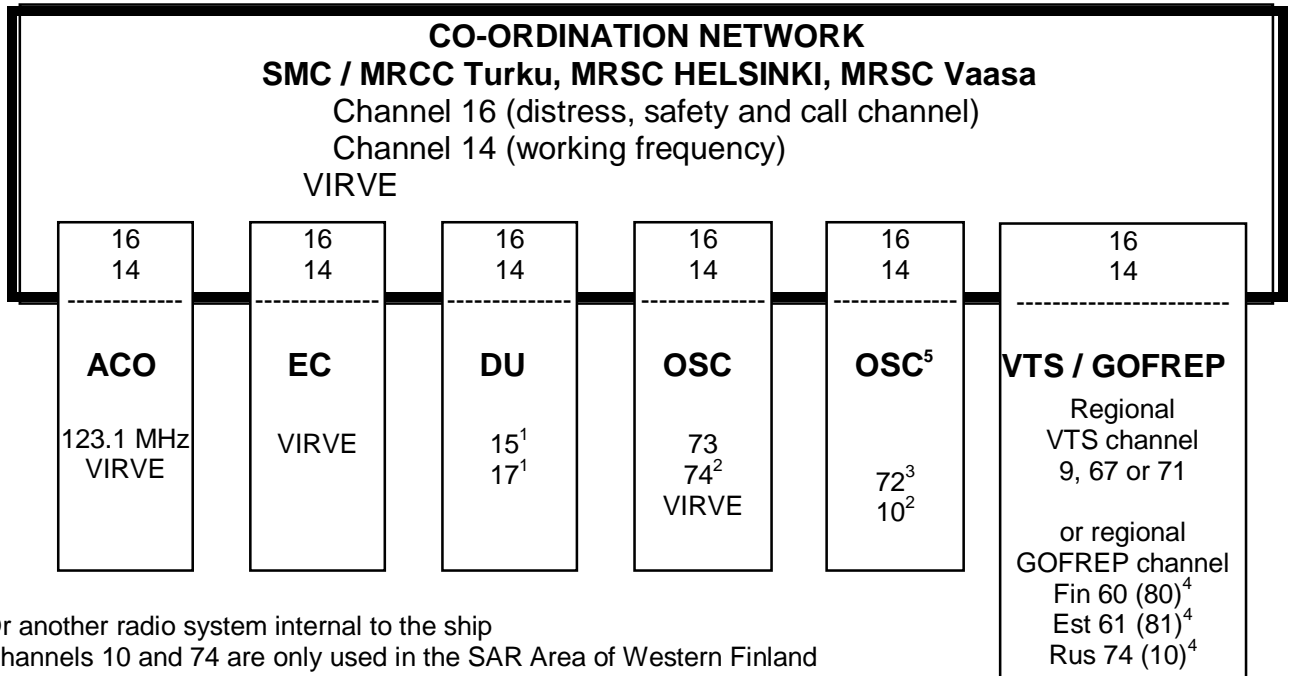 CO-ORDINATION NETWORK
SMC / MRCC Turku, MRSC HELSINKI, MRSC Vaasa
Channel 16 (distress, safety and call channel)
Channel 14 (working frequency)
VIRVE
16
14
-------------
ACO
123.1 MHz
VIRVE
16
14
-------------
EC
VIRVE
16
14
-------------
DU
15¹
17¹
16
14
-------------
OSC
73
74²
VIRVE
16
14
-------------
OSC⁵
72³
10²
16
14
------------------------
VTS / GOFREP
Regional
VTS channel
9, 67 or 71
or regional
GOFREP channel
Fin 60 (80)⁴
Est 61 (81)⁴
Rus 74 (10)⁴
r another radio system internal to the ship
hannels 10 and 74 are only used in the SAR Area of Western Finland